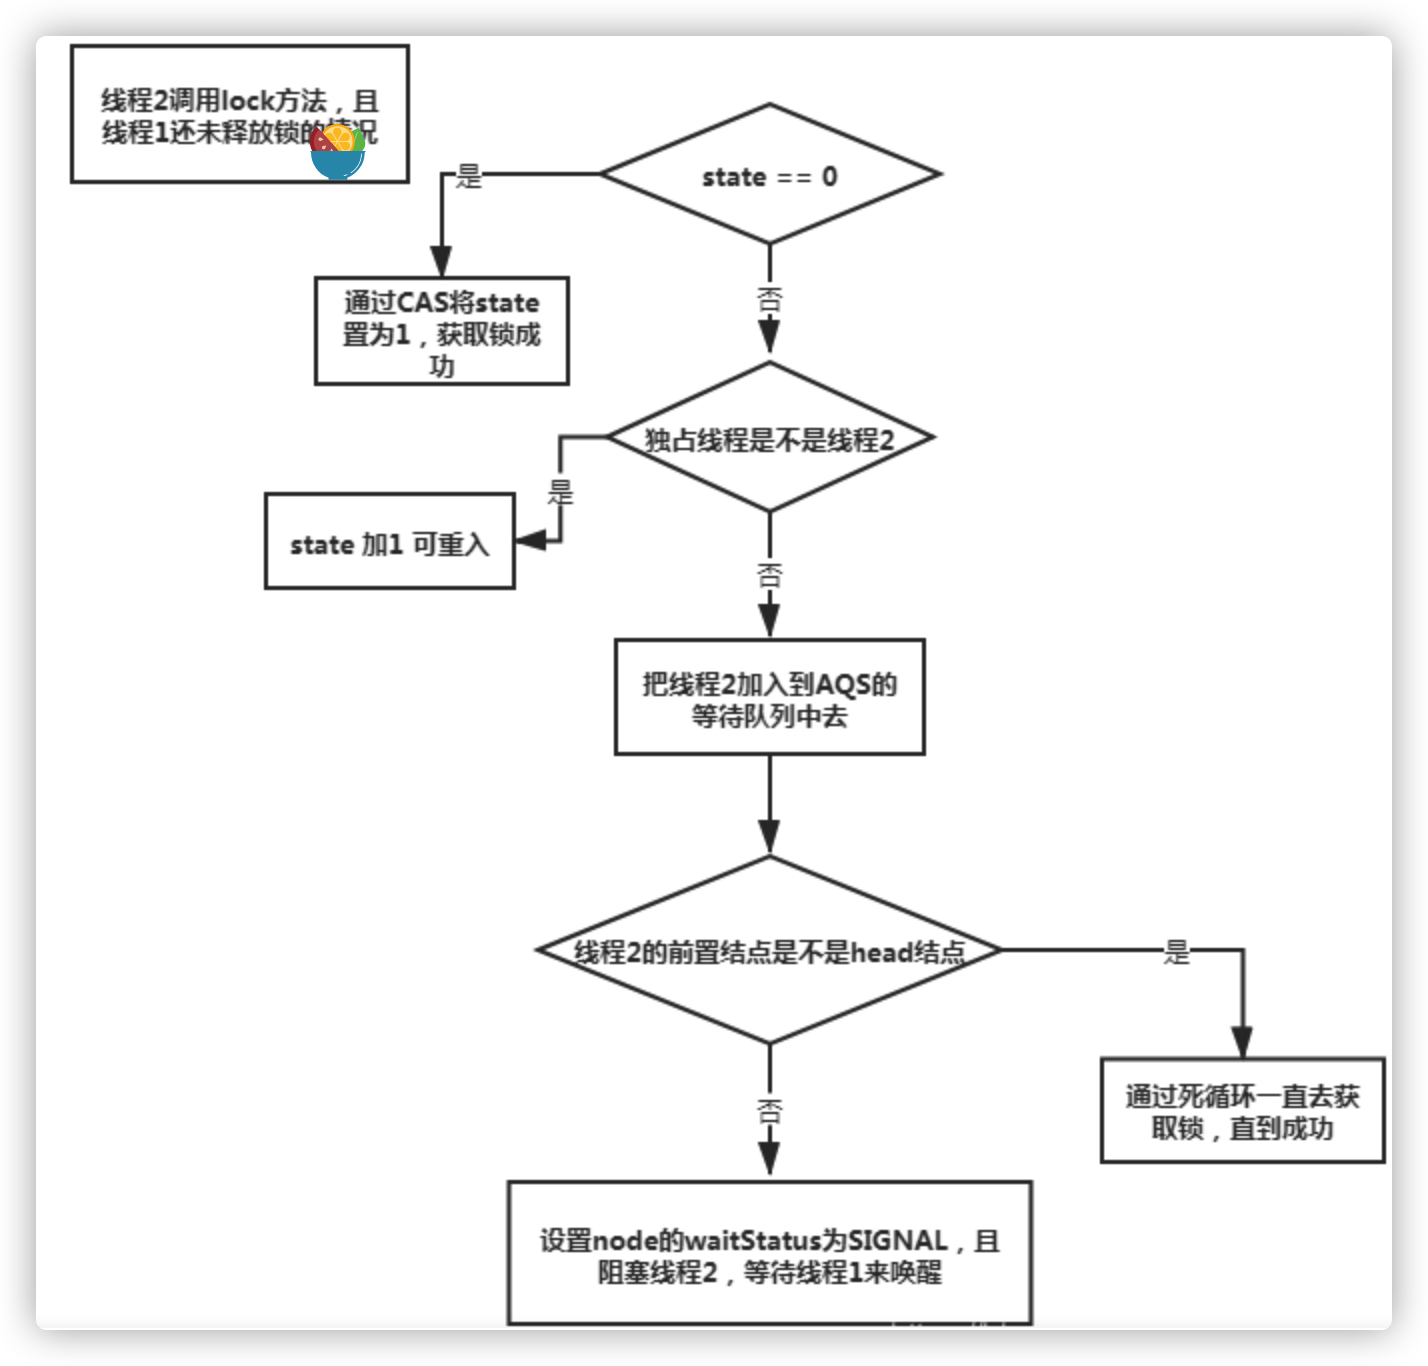 线程2调用lock方法，且
线程1还未释放锁的情况
state == 0
是
否
通过CAS将state
置为1，获取锁成
功
独占线程是不是线程2
是
state 加1 可重入
否
把线程2加入到AQS的
等待队列中去
线程2的前置结点是不是head结点
是
否
通过死循环一直去获
取锁，直到成功
设置node的waitStatus为SIGNAL，且
阻塞线程2，等待线程1来唤醒